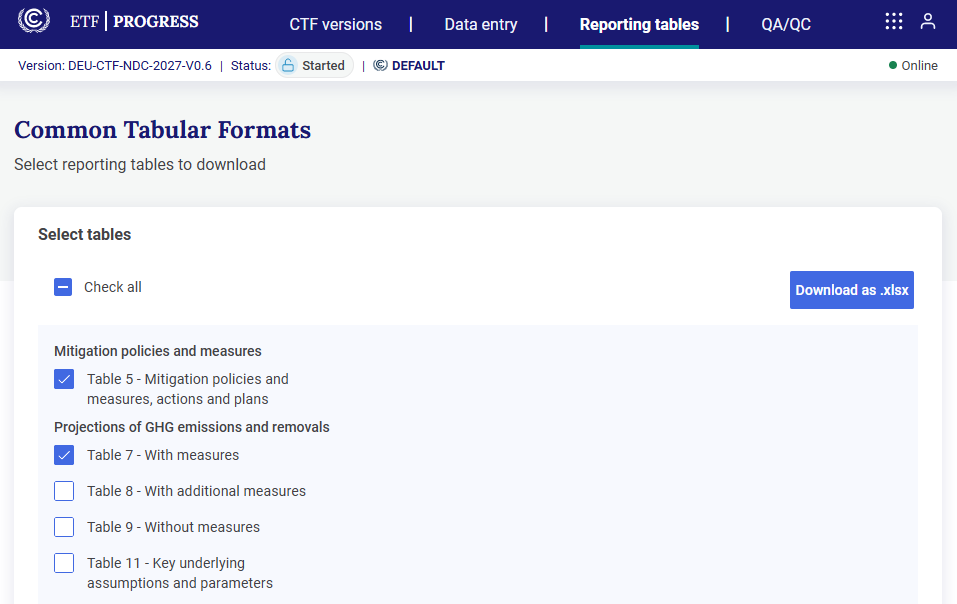 ETF | PROGRESS
CTF versions | Data entry | Reporting tables | QA/QC
Version: DEU-CTF-NDC-2027-V0.6 | Status: Started | DEFAULT
Online
Common Tabular Formats
Select reporting tables to download
Select tables
Check all
Download as .xlsx
Mitigation policies and measures
Table 5 - Mitigation policies and
measures, actions and plans
Projections of GHG emissions and removals
Table 7 - With measures
Table 8 - With additional measures
Table 9 - Without measures
Table 11 - Key underlying
assumptions and parameters